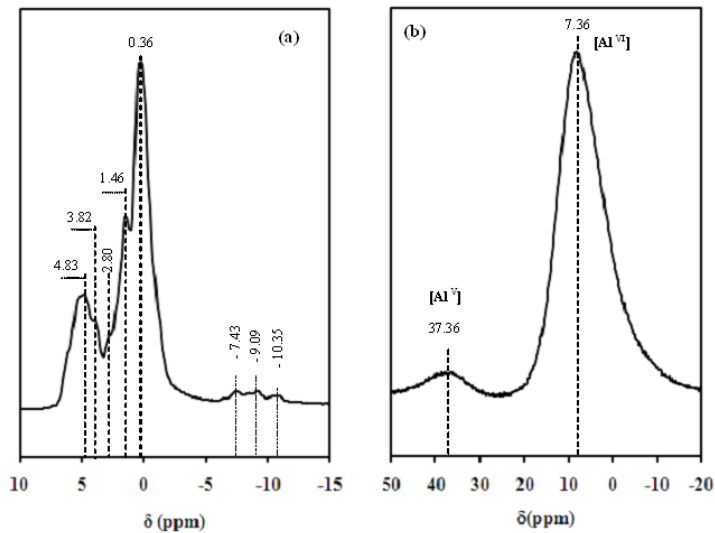 0.36
(a)
1.46
3.82
2.80
4.83
- 7.43
- 9.09
- 10.35
10 5 0 -5 -10 -15
δ (ppm)
7.36
(b)
[Al VI]
[Al V]
37.36
50 40 30 20 10 0 -10 -20
δ(ppm)